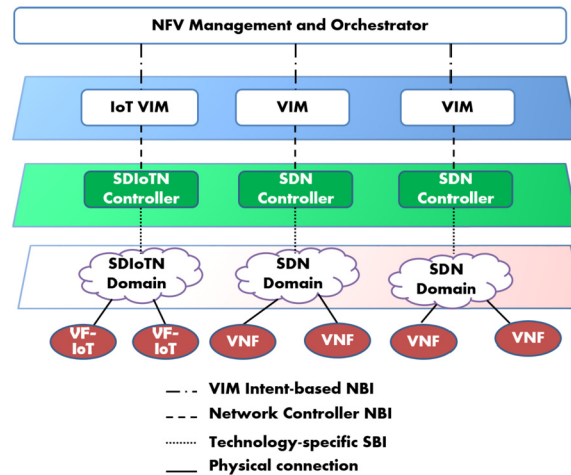 NFV Management and Orchestrator
IoT VIM
VIM
VIM
SDIoTN
Controller
SDN
Controller
SDN
Controller
SDIoTN
Domain
SDN
Domain
SDN
Domain
VF-
IoT
VF-
IoT
VNF
VNF
VNF
VNF
VIM Intent-based NBI
Network Controller NBI
Technology-specific SBI
Physical connection